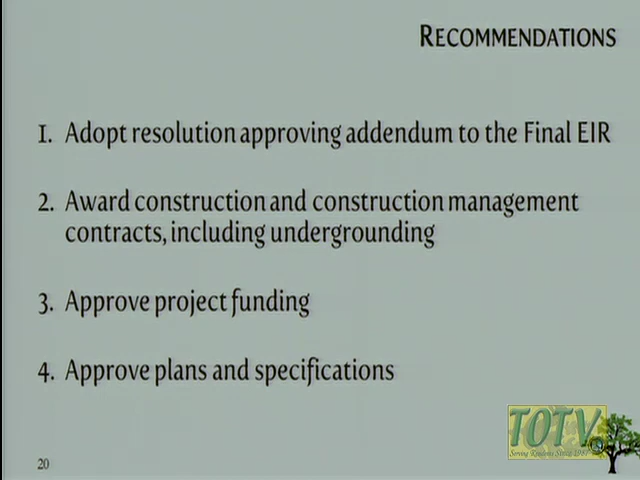 RECOMMENDATIONS
1. Adopt resolution approving addendum to the Final EIR
2. Award construction and construction management
contracts, including undergrounding
3. Approve project funding
4. Approve plans and specifications
TOTV
Serving Residents Since 1987
20